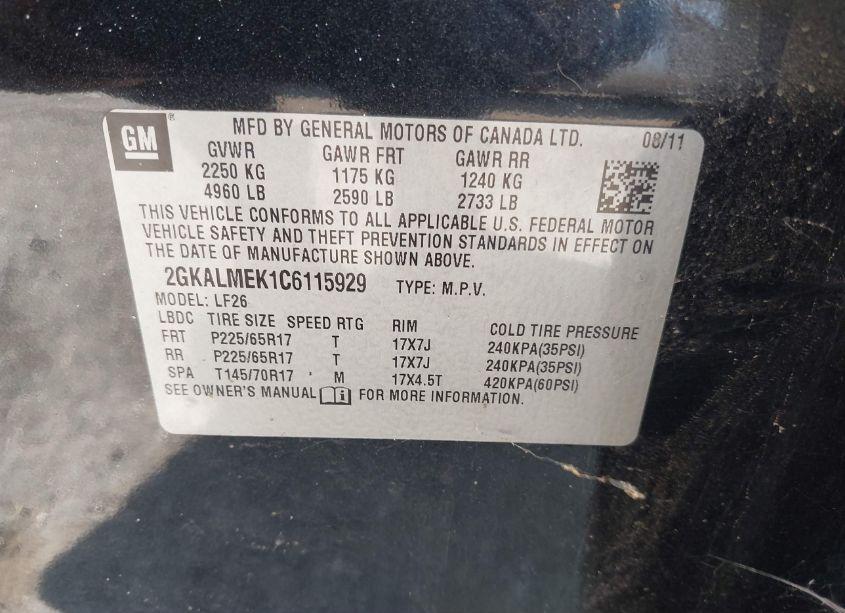 GM ® MFD BY GENERAL MOTORS OF CANADA LTD. 08/11
GVWR GAWR FRT GAWR RR
2250 KG 1175 KG 1240 KG
4960 LB 2590 LB 2733 LB
THIS VEHICLE CONFORMS TO ALL APPLICABLE U.S. FEDERAL MOTOR
VEHICLE SAFETY AND THEFT PREVENTION STANDARDS IN EFFECT ON
THE DATE OF MANUFACTURE SHOWN ABOVE.
2GKALMEK1C6115929 TYPE: M.P.V.
MODEL: LF26
LBDC TIRE SIZE SPEED RTG RIM COLD TIRE PRESSURE
FRT P225/65R17 T 17X7J 240KPA(35PSI)
RR P225/65R17 T 17X7J 240KPA(35PSI)
SPA T145/70R17 M 17X4.5T 420KPA(60PSI)
SEE OWNER'S MANUAL i FOR MORE INFORMATION.